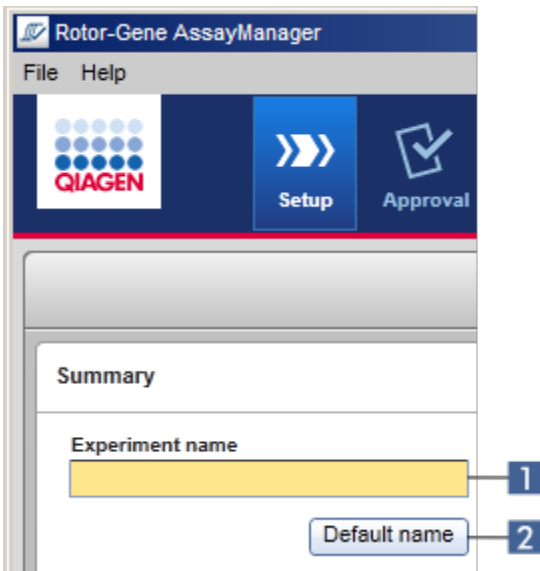 Rotor-Gene AssayManager
File Help
QIAGEN
Setup
Approval
Summary
Experiment name
1
Default name
2